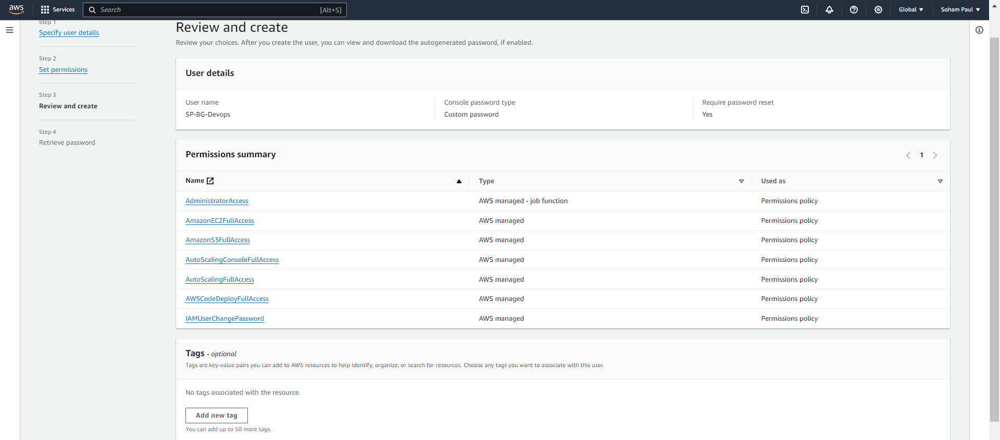 aws
Services
Search
[Alt+S]
Global
Soham Paul
Step 1
Specify user details
Step 2
Set permissions
Step 3
Review and create
Step 4
Retrieve password
Review and create
Review your choices. After you create the user, you can view and download the autogenerated password, if enabled.
User details
User name
SP-BG-Devops
Console password type
Custom password
Require password reset
Yes
Permissions summary
1
Name Type Used as
AdministratorAccess AWS managed - job function Permissions policy
AmazonEC2FullAccess AWS managed Permissions policy
AmazonS3FullAccess AWS managed Permissions policy
AutoScalingConsoleFullAccess AWS managed Permissions policy
AutoScalingFullAccess AWS managed Permissions policy
AWSCodeDeployFullAccess AWS managed Permissions policy
IAMUserChangePassword AWS managed Permissions policy
Tags - optional
Tags are key-value pairs you can add to AWS resources to help identify, organize, or search for resources. Choose any tags you want to associate with this user.
No tags associated with the resource.
Add new tag
You can add up to 50 more tags.